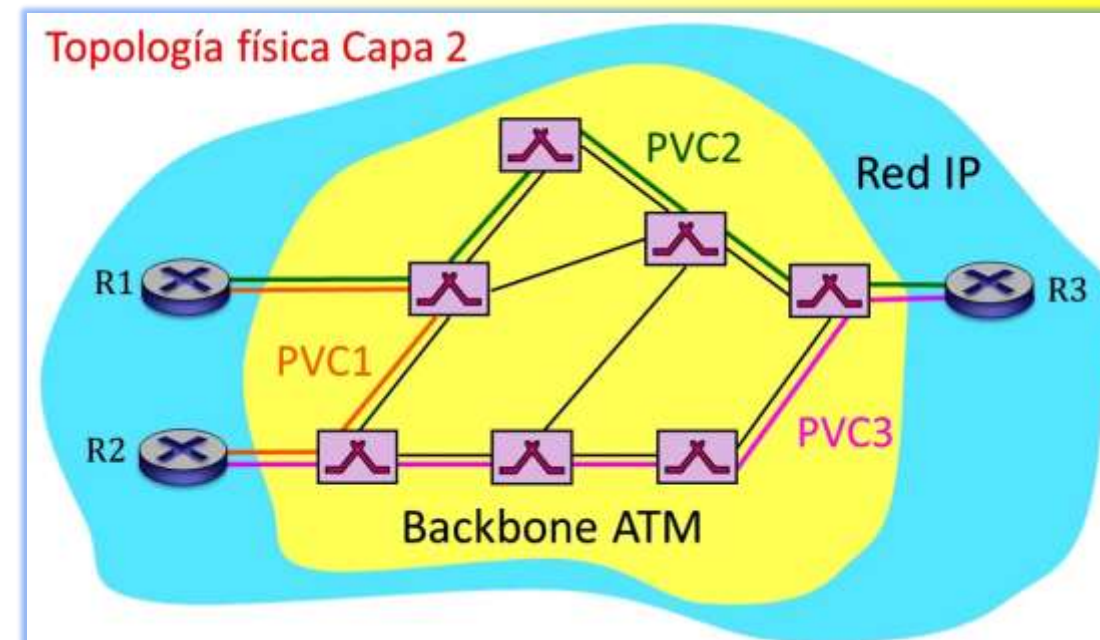 Topología física Capa 2
PVC2
Red IP
R1
R3
PVC1
R2
PVC3
Backbone ATM